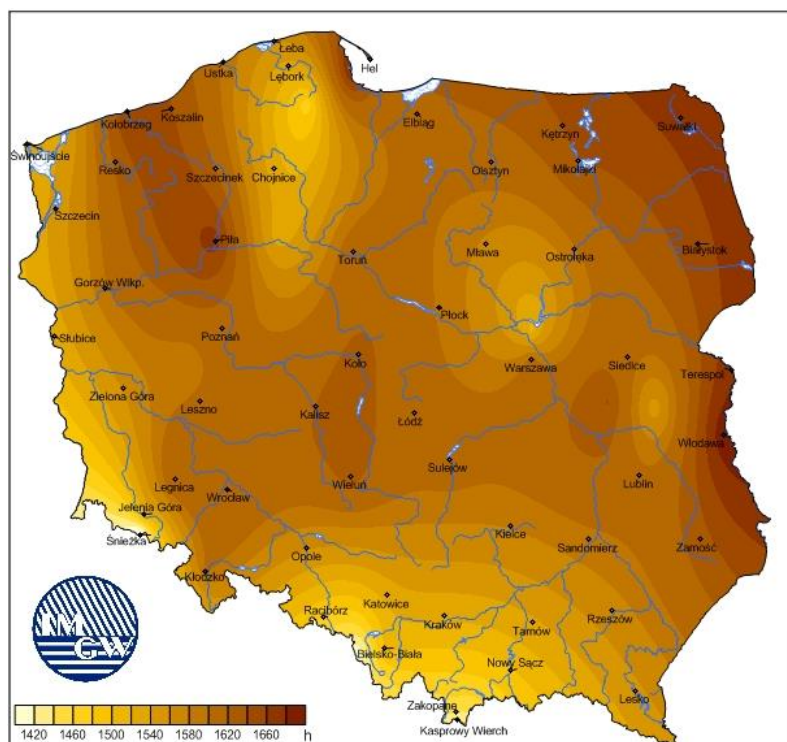 Łeba
Ustka
Lębork
Hel
Kołobrzeg
Koszalin
Elbląg
Kętrzyn
Suwałki
Świnoujście
Resko
Szczecinek
Chojnice
Olsztyn
Mikołajki
Szczecin
Piła
Toruń
Mława
Ostrołęka
Białystok
Gorzów Wlkp.
Płock
Słubice
Poznań
Koło
Warszawa
Siedlce
Terespol
Zielona Góra
Leszno
Kalisz
Łódź
Włodawa
Sulejów
Legnica
Wrocław
Wieluń
Lublin
Jelenia Góra
Śnieżka
Opole
Kielce
Sandomierz
Zamość
Kłodzko
Racibórz
Katowice
Kraków
Tarnów
Rzeszów
IM
GW
Bielsko-Biała
Nowy Sącz
Lesko
Zakopane
Kasprowy Wierch
1420 1460 1500 1540 1580 1620 1660 h